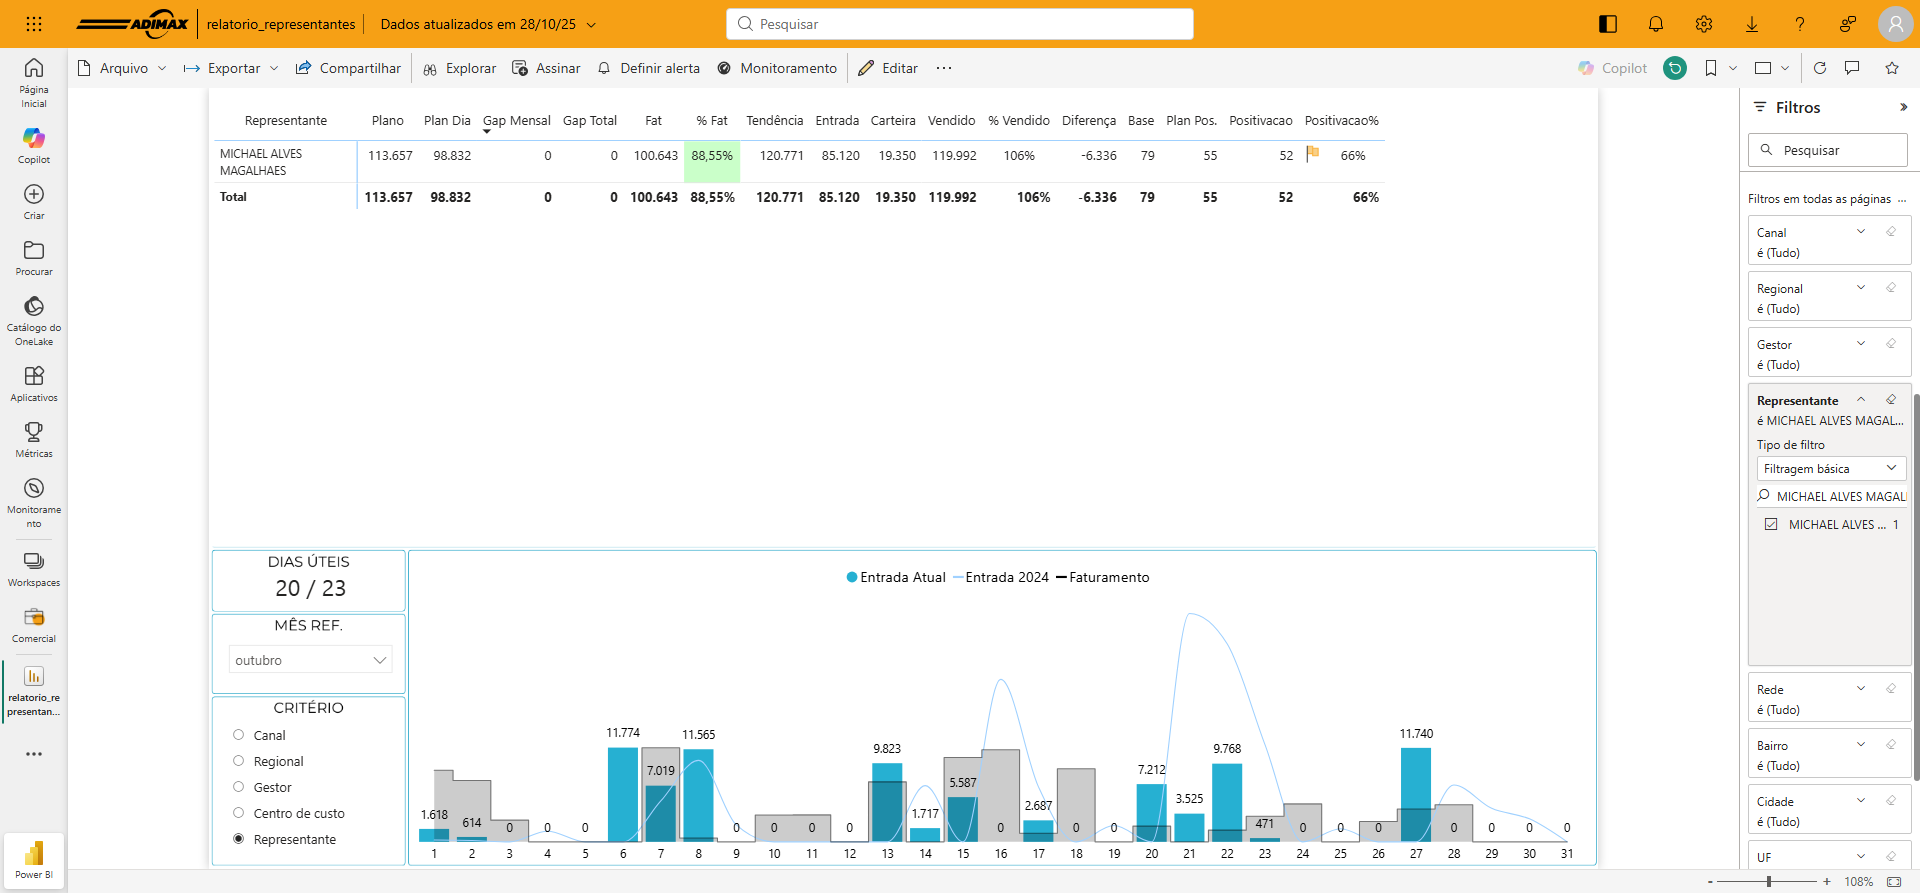 ADIMAX
relatorio_representantes
Dados atualizados em 28/10/25
Pesquisar
Arquivo
Exportar
Compartilhar
Explorar
Assinar
Definir alerta
Monitoramento
Editar
Copilot
Página
Inicial
Copilot
Criar
Procurar
Catálogo do
OneLake
Aplicativos
Métricas
Monitorame
nto
Workspaces
Comercial
relatorio_re
presentan...
Power BI
Representante Plano Plan Dia Gap Mensal Gap Total Fat % Fat Tendência Entrada Carteira Vendido % Vendido Diferença Base Plan Pos. Positivacao Positivacao%
MICHAEL ALVES
MAGALHAES
113.657 98.832 0 0 100.643 88,55% 120.771 85.120 19.350 119.992 106% -6.336 79 55 52 66%
Total 113.657 98.832 0 0 100.643 88,55% 120.771 85.120 19.350 119.992 106% -6.336 79 55 52 66%
DIAS ÚTEIS
20 / 23
MÊS REF.
outubro
CRITÉRIO
Canal
Regional
Gestor
Centro de custo
Representante
Entrada Atual Entrada 2024 Faturamento
1.618 614 0 0 0 11.774 7.019 11.565 0 0 0 0 9.823 1.717 5.587 0 2.687 0 0 7.212 3.525 9.768 471 0 0 0 11.740 0 0 0 0
1 2 3 4 5 6 7 8 9 10 11 12 13 14 15 16 17 18 19 20 21 22 23 24 25 26 27 28 29 30 31
Filtros
Pesquisar
Filtros em todas as páginas ...
Canal
é (Tudo)
Regional
é (Tudo)
Gestor
é (Tudo)
Representante
é MICHAEL ALVES MAGAL...
Tipo de filtro
Filtragem básica
MICHAEL ALVES MAGAL
MICHAEL ALVES ... 1
Rede
é (Tudo)
Bairro
é (Tudo)
Cidade
é (Tudo)
UF
- + 108%